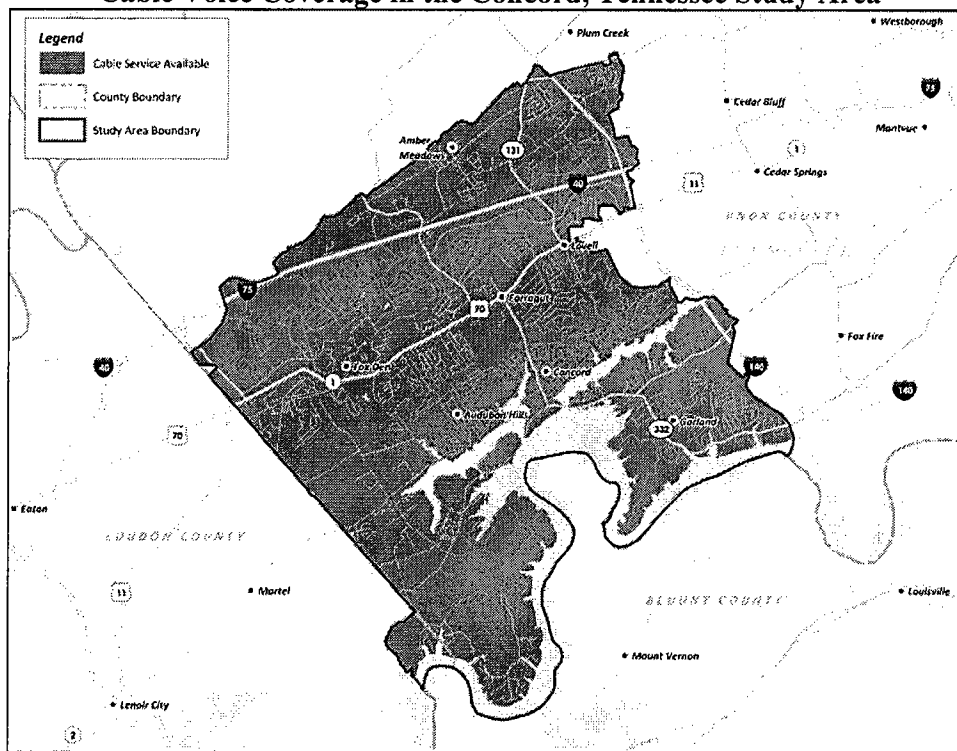 Cable Voice Coverage in the Concord, Tennessee Study Area
Westborough
Plum Creek
Legend
Cable Service Available
County Boundary
Study Area Boundary
75
Cedar Bluff
Mantvue
Amber
Meadows
131
1
Cedar Springs
40
11
KNOX COUNTY
Lovell
75
Farragut
70
Fox Fire
40
Fox Den
Concord
140
1
140
Audubon Hills
Garland
332
70
Eaton
LOUDON COUNTY
11
Martel
BLOUNT COUNTY
Louisville
Mount Vernon
Lenoir City
2